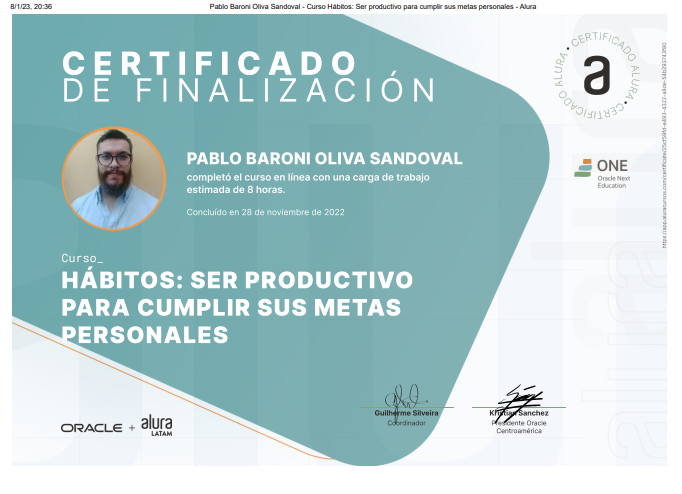 8/1/23, 20:36
Pablo Baroni Oliva Sandoval - Curso Hábitos: Ser productivo para cumplir sus metas personales - Alura
CERTIFICADO
DE FINALIZACIÓN
CERTIFICADO ALURA • CERTIFICADO ALURA •
a
PABLO BARONI OLIVA SANDOVAL
completó el curso en línea con una carga de trabajo
estimada de 8 horas.
Concluído en 28 de noviembre de 2022
ONE
Oracle Next
Education
Curso_
HÁBITOS: SER PRODUCTIVO
PARA CUMPLIR SUS METAS
PERSONALES
ORACLE + alura
LATAM
Guilherme Silveira
Coordinador
Kristian Sanchez
Presidente Oracle
Centroamérica
alura